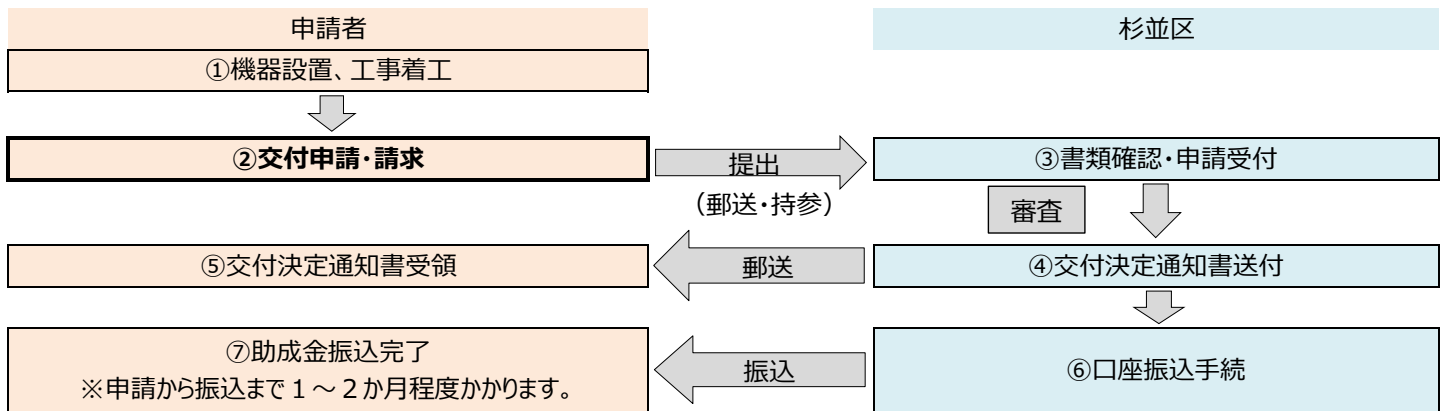 申請者
杉並区
①機器設置、工事着工
②交付申請・請求
提出
(郵送・持参)
③書類確認・申請受付
審査
⑤交付決定通知書受領
郵送
④交付決定通知書送付
⑦助成金振込完了
※申請から振込まで1~2か月程度かかります。
振込
⑥口座振込手続